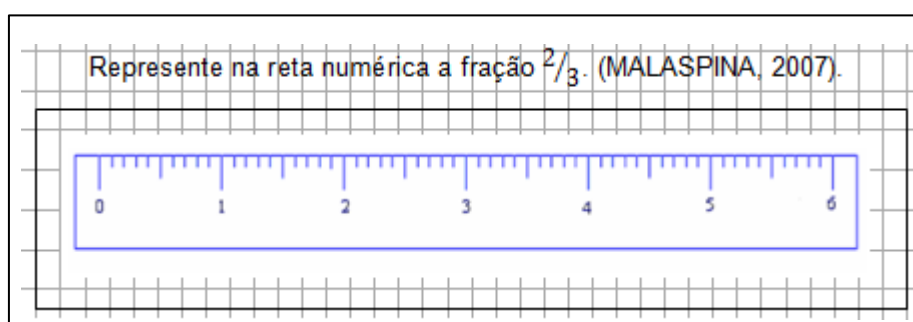 Represente na reta numérica a fração 2/3. (MALASPINA, 2007).
0 1 2 3 4 5 6